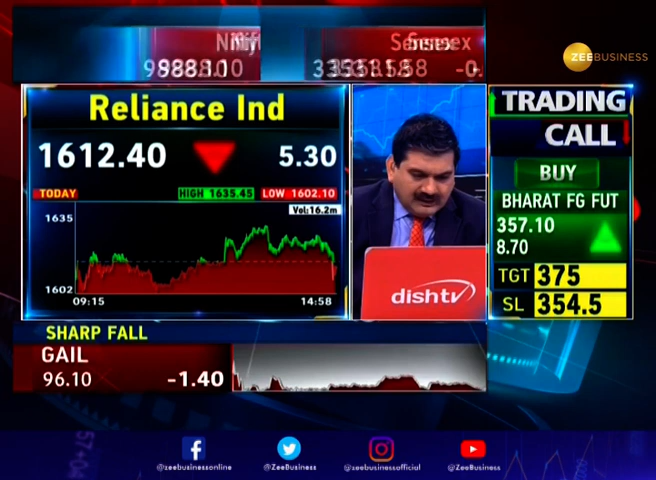 ZEEBUSINESS
Reliance Ind
1612.40 5.30
TODAY HIGH 1635.45 LOW 1602.10
Vol:16.2m
1635
1602
09:15 14:58
dishtv
TRADING
CALL
BUY
BHARAT FG FUT
357.10
8.70
TGT 375
SL 354.5
SHARP FALL
GAIL
96.10 -1.40
@zeebusinessonline @ZeeBusiness @zeebusinessofficial @ZeeBusiness